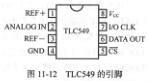 REF+ 1 8 Vcc
ANALOG IN 2 7 I/O CLK
TLC549
REF− 3 6 DATA OUT
GND 4 5 C̅S̅
图 11-12 TLC549 的引脚